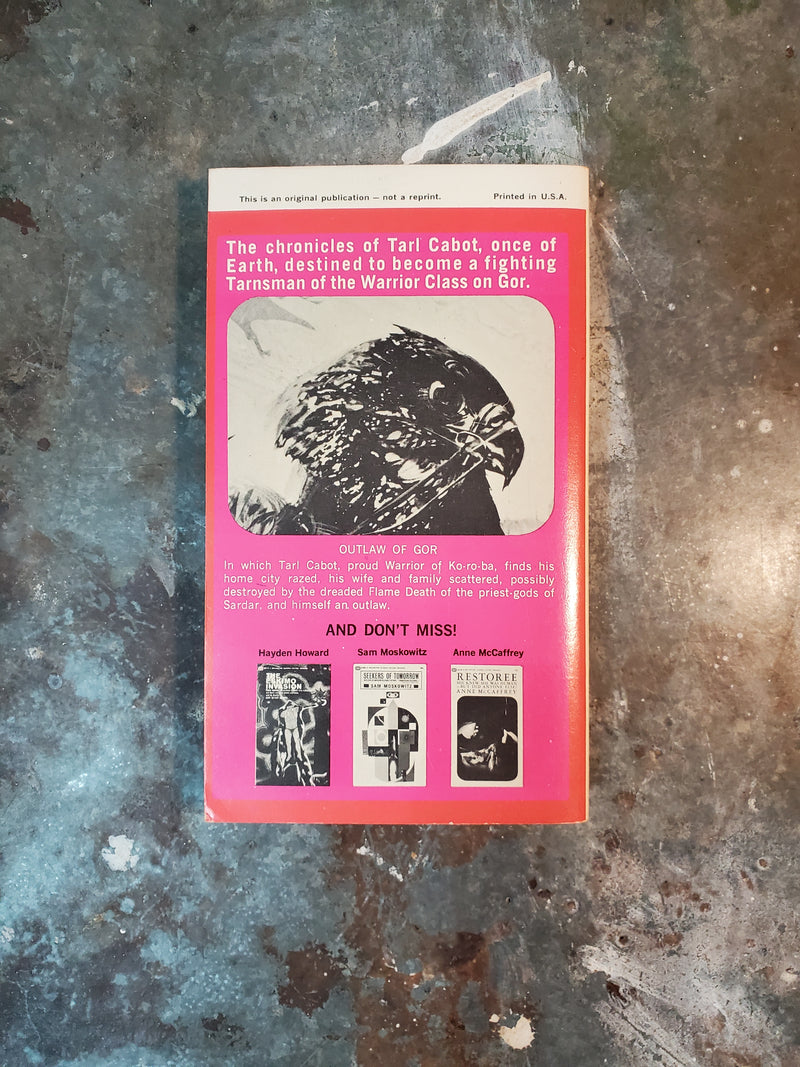 This is an original publication — not a reprint. Printed in U.S.A.
The chronicles of Tarl Cabot, once of
Earth, destined to become a fighting
Tarnsman of the Warrior Class on Gor.
OUTLAW OF GOR
In which Tarl Cabot, proud Warrior of Ko-ro-ba, finds his
home city razed, his wife and family scattered, possibly
destroyed by the dreaded Flame Death of the priest-gods of
Sardar, and himself an outlaw.
AND DON'T MISS!
Hayden Howard Sam Moskowitz Anne McCaffrey
THE
ESKIMO
INVASION
SEEKERS OF TOMORROW
SAM MOSKOWITZ
RESTOREE
ANNE MCCAFFREY